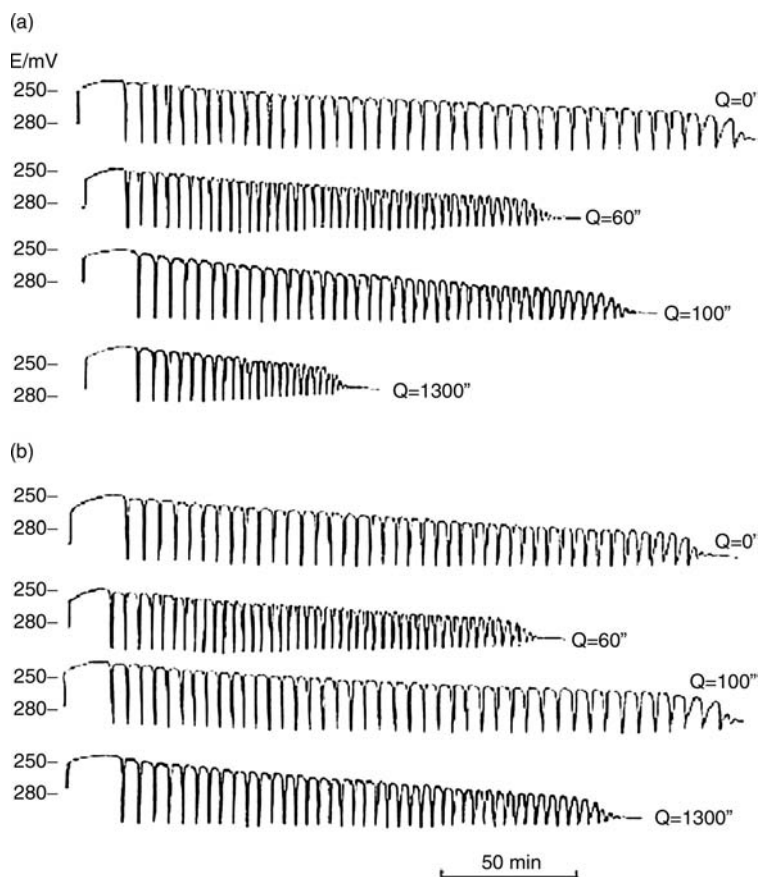 (a)
E/mV
250–
280–
Q=0'
250–
280–
Q=60"
250–
280–
Q=100"
250–
280–
Q=1300"
(b)
250–
280–
Q=0'
250–
280–
Q=60"
250–
280–
Q=100"
250–
280–
Q=1300"
50 min